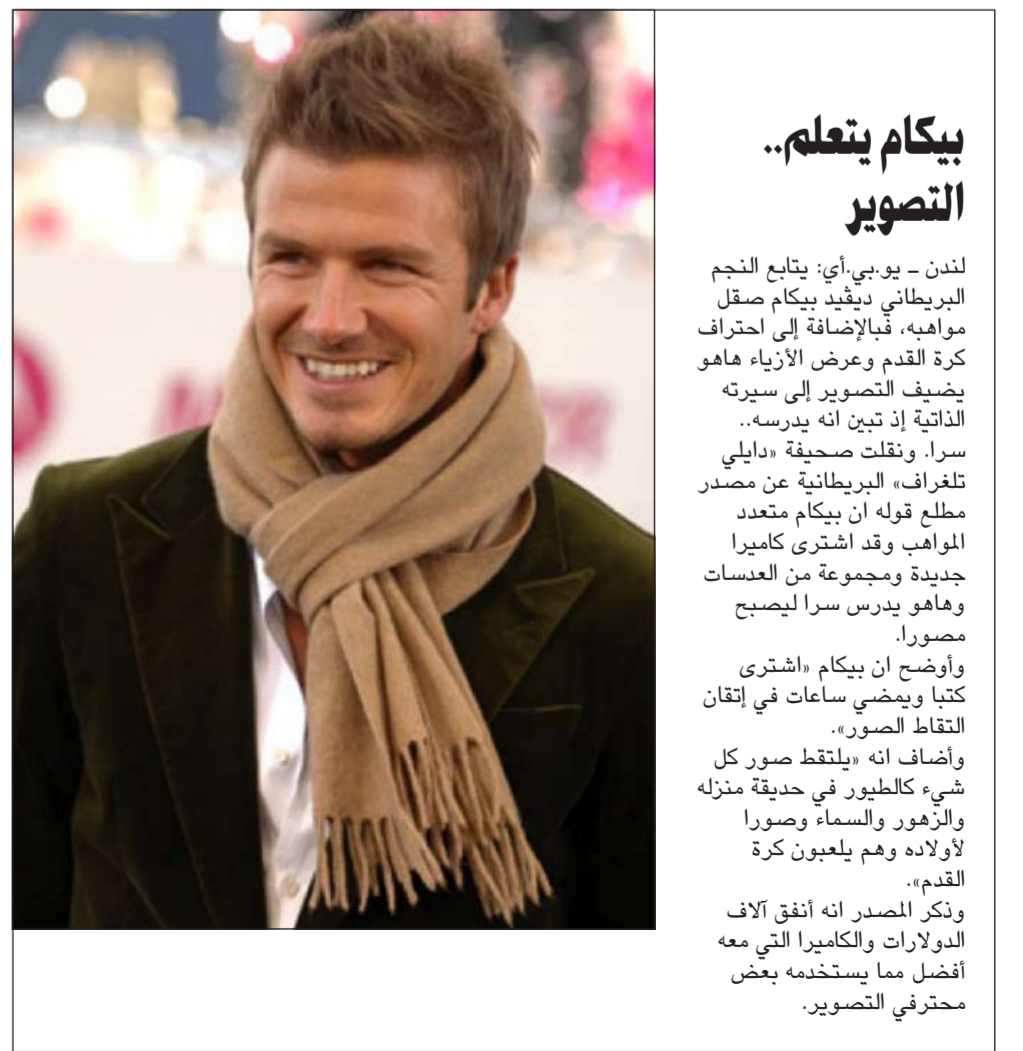 بيكام يتعلم..
التصوير
لندن ــ يو.بي.أي: يتابع النجم
البريطاني ديڤيد بيكام صقل
مواهبه، فبالإضافة إلى احتراف
كرة القدم وعرض الأزياء هاهو
يضيف التصوير إلى سيرته
الذاتية إذ تبين انه يدرسه..
سرا. ونقلت صحيفة «دايلي
تلغراف» البريطانية عن مصدر
مطلع قوله ان بيكام متعدد
المواهب وقد اشترى كاميرا
جديدة ومجموعة من العدسات
وهاهو يدرس سرا ليصبح
مصورا.
وأوضح ان بيكام «اشترى
كتبا ويمضي ساعات في إتقان
التقاط الصور».
وأضاف انه «يلتقط صور كل
شيء كالطيور في حديقة منزله
والزهور والسماء وصورا
لأولاده وهم يلعبون كرة
القدم».
وذكر المصدر انه أنفق آلاف
الدولارات والكاميرا التي معه
أفضل مما يستخدمه بعض
محترفي التصوير.